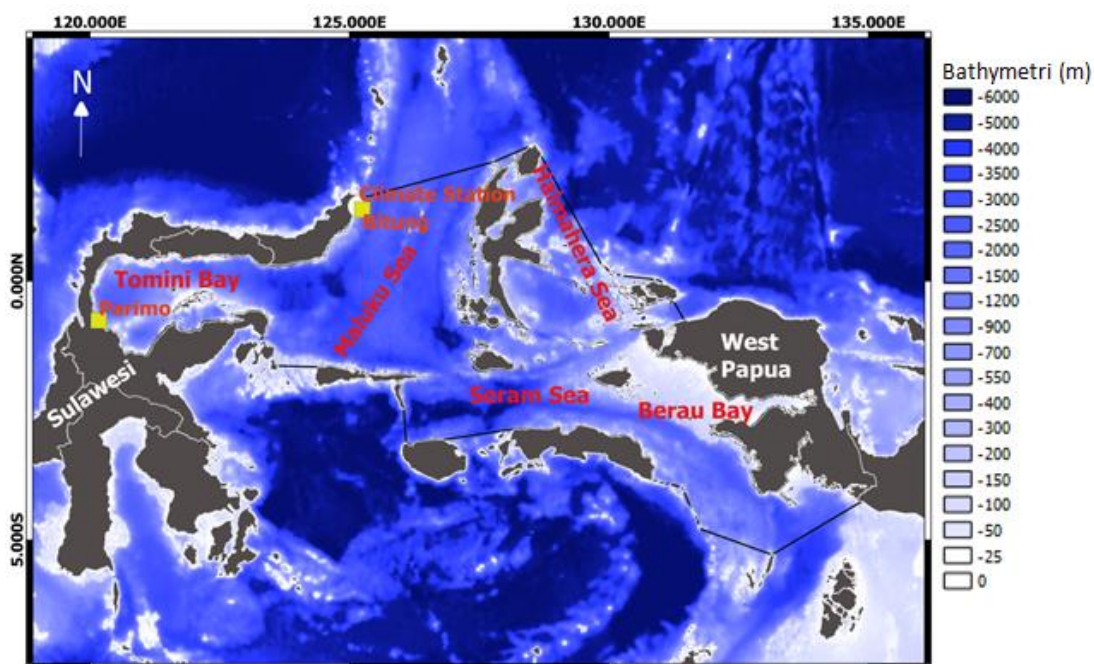 120.000E 125.000E 130.000E 135.000E
Bathymetri (m)
-6000
-5000
-4000
-3500
-3000
-2500
-2000
-1500
-1200
-900
-700
-550
-400
-300
-200
-150
-100
-50
-25
0
N
0.000N
5.000S
Climate Station
Bitung
Halmahera Sea
Maluku Sea
Tomini Bay
Parimo
Sulawesi
West
Papua
Seram Sea
Berau Bay